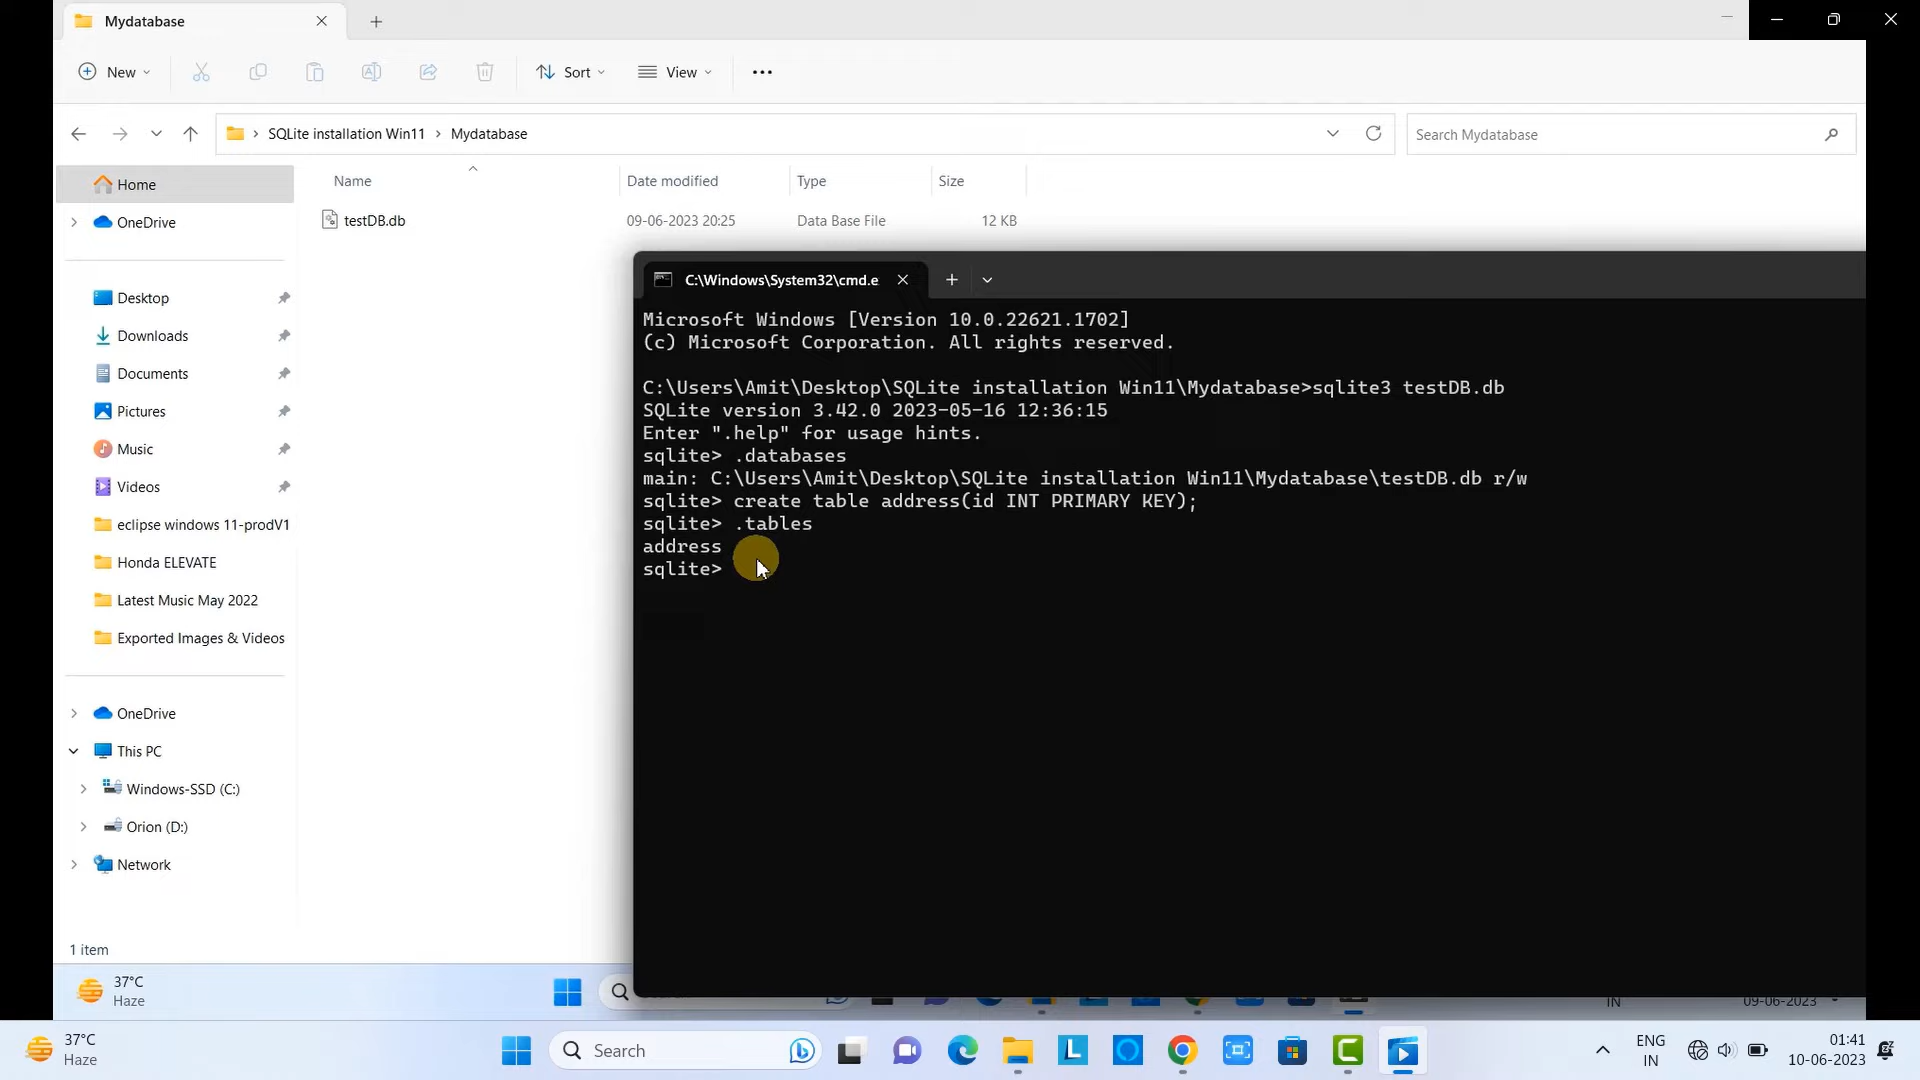 Mydatabase
New
Sort
View
SQLite installation Win11 > Mydatabase
Search Mydatabase
Name
Date modified
Type
Size
testDB.db
09-06-2023 20:25
Data Base File
12 KB
Home
OneDrive
Desktop
Downloads
Documents
Pictures
Music
Videos
eclipse windows 11-prodV1
Honda ELEVATE
Latest Music May 2022
Exported Images & Videos
OneDrive
This PC
Windows-SSD (C:)
Orion (D:)
Network
1 item
C:\Windows\System32\cmd.e
Microsoft Windows [Version 10.0.22621.1702]
(c) Microsoft Corporation. All rights reserved.
C:\Users\Amit\Desktop\SQLite installation Win11\Mydatabase>sqlite3 testDB.db
SQLite version 3.42.0 2023-05-16 12:36:15
Enter ".help" for usage hints.
sqlite> .databases
main: C:\Users\Amit\Desktop\SQLite installation Win11\Mydatabase\testDB.db r/w
sqlite> create table address(id INT PRIMARY KEY);
sqlite> .tables
address
sqlite>
37°C
Haze
IN
09-06-2023
37°C
Haze
Search
ENG
IN
01:41
10-06-2023